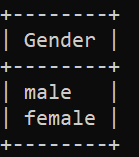 +--------+
| Gender |
+--------+
| male   |
| female |
+--------+